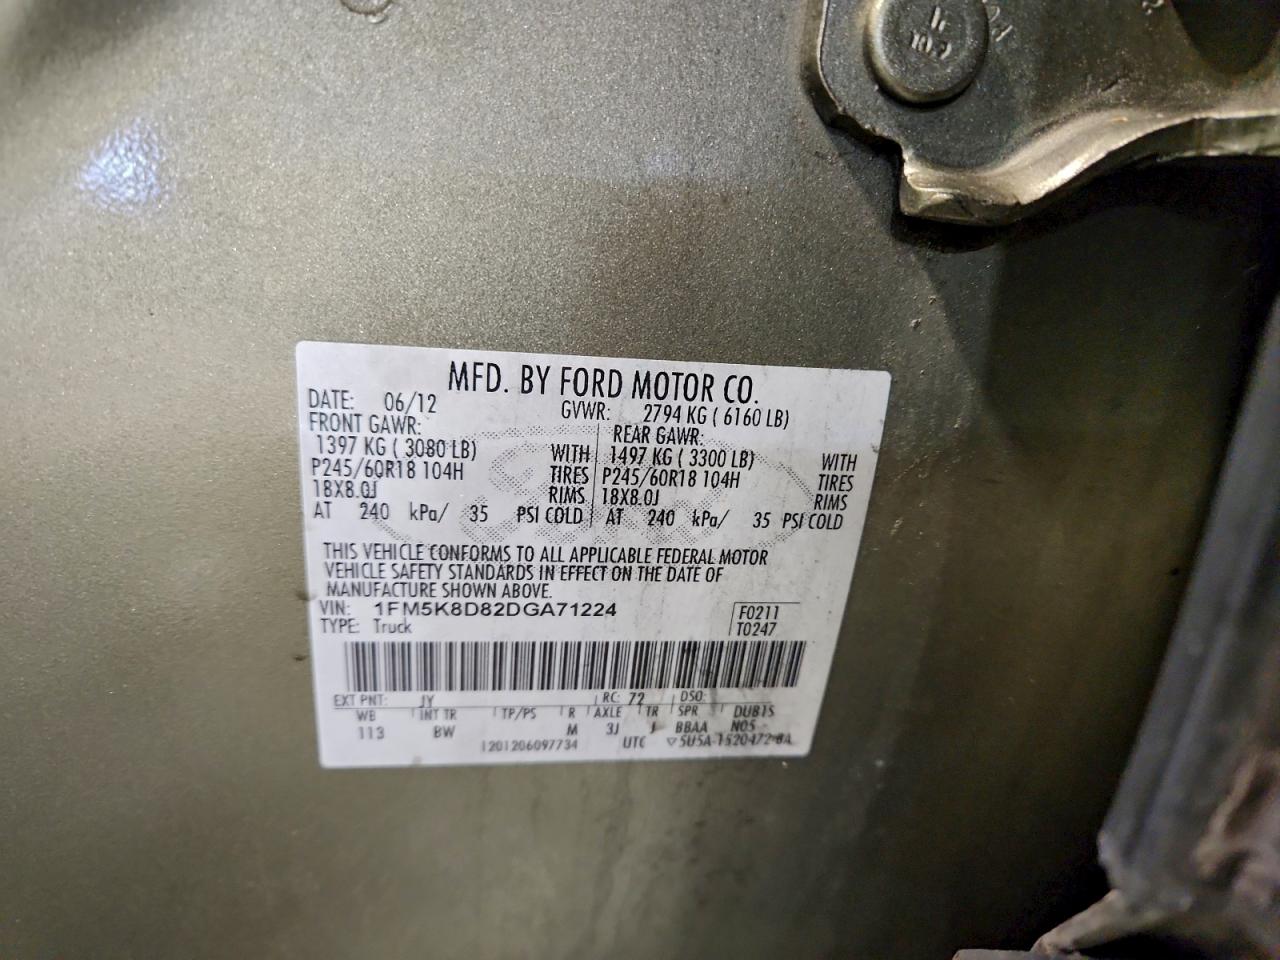 MFD. BY FORD MOTOR CO.
DATE: 06/12 GVWR: 2794 KG ( 6160 LB)
FRONT GAWR: REAR GAWR:
1397 KG ( 3080 LB) WITH 1497 KG ( 3300 LB) WITH
P245/60R18 104H TIRES P245/60R18 104H TIRES
18X8.0J RIMS 18X8.0J RIMS
AT 240 kPa/ 35 PSI COLD AT 240 kPa/ 35 PSI COLD
THIS VEHICLE CONFORMS TO ALL APPLICABLE FEDERAL MOTOR
VEHICLE SAFETY STANDARDS IN EFFECT ON THE DATE OF
MANUFACTURE SHOWN ABOVE.
VIN: 1FM5K8D82DGA71224 F0211
TYPE: Truck T0247
EXT PNT: JY RC: 72 DSO:
WB INT TR TP/PS R AXLE TR SPR DUB15
113 BW M 3J J BBAA N05
1201206097734 UTC ▽5U5A-1520472-BA
10.9